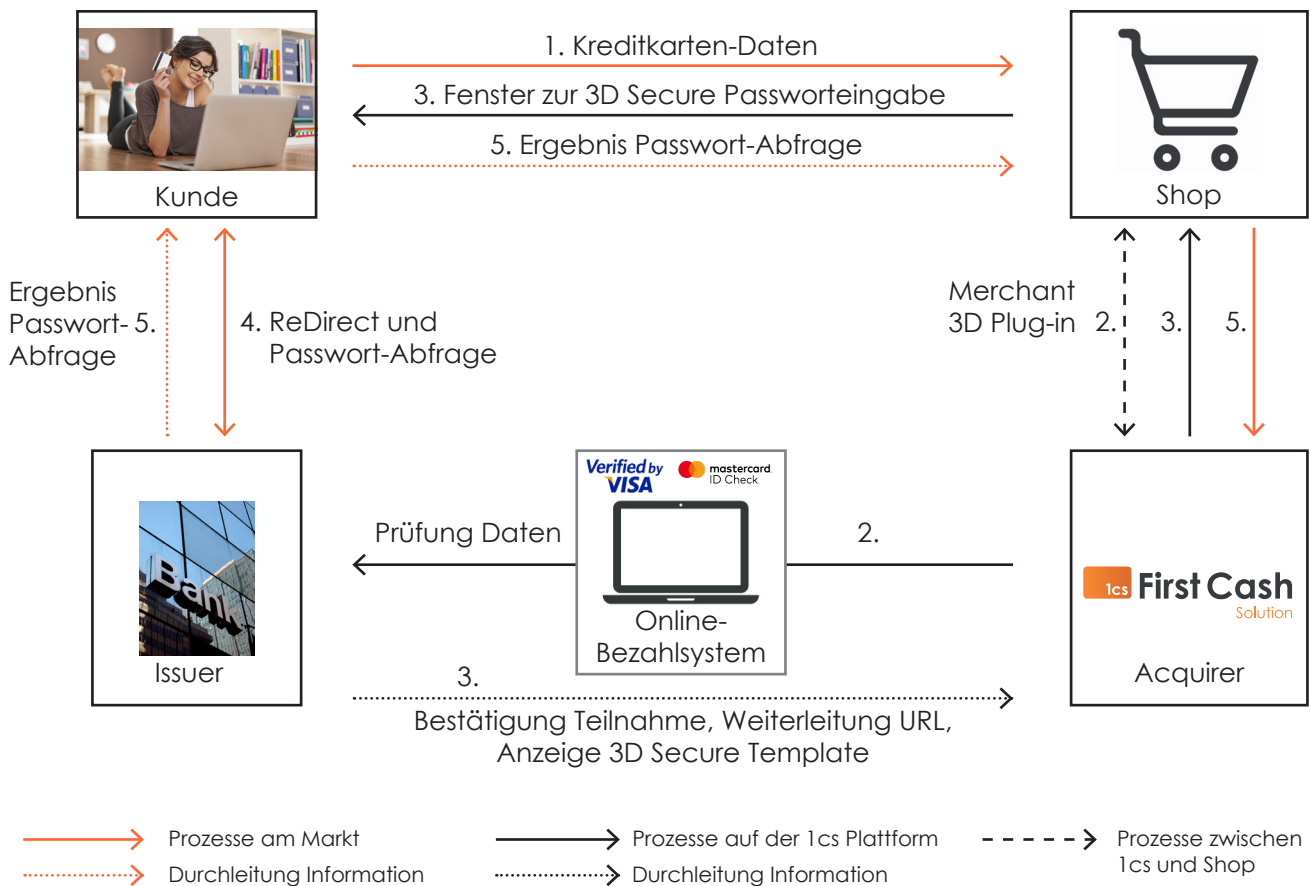 1. Kreditkarten-Daten
3. Fenster zur 3D Secure Passworteingabe
5. Ergebnis Passwort-Abfrage
Kunde
Shop
Ergebnis
Passwort- 5.
Abfrage
4. ReDirect und
Passwort-Abfrage
Merchant
3D Plug-in
2.
3.
5.
Verified by
VISA
mastercard.
ID Check
Prüfung Daten
2.
Bank
Issuer
Online-
Bezahlsystem
1cs First Cash
Solution
Acquirer
3.
Bestätigung Teilnahme, Weiterleitung URL,
Anzeige 3D Secure Template
Prozesse am Markt
Durchleitung Information
Prozesse auf der 1cs Plattform
Durchleitung Information
Prozesse zwischen
1cs und Shop